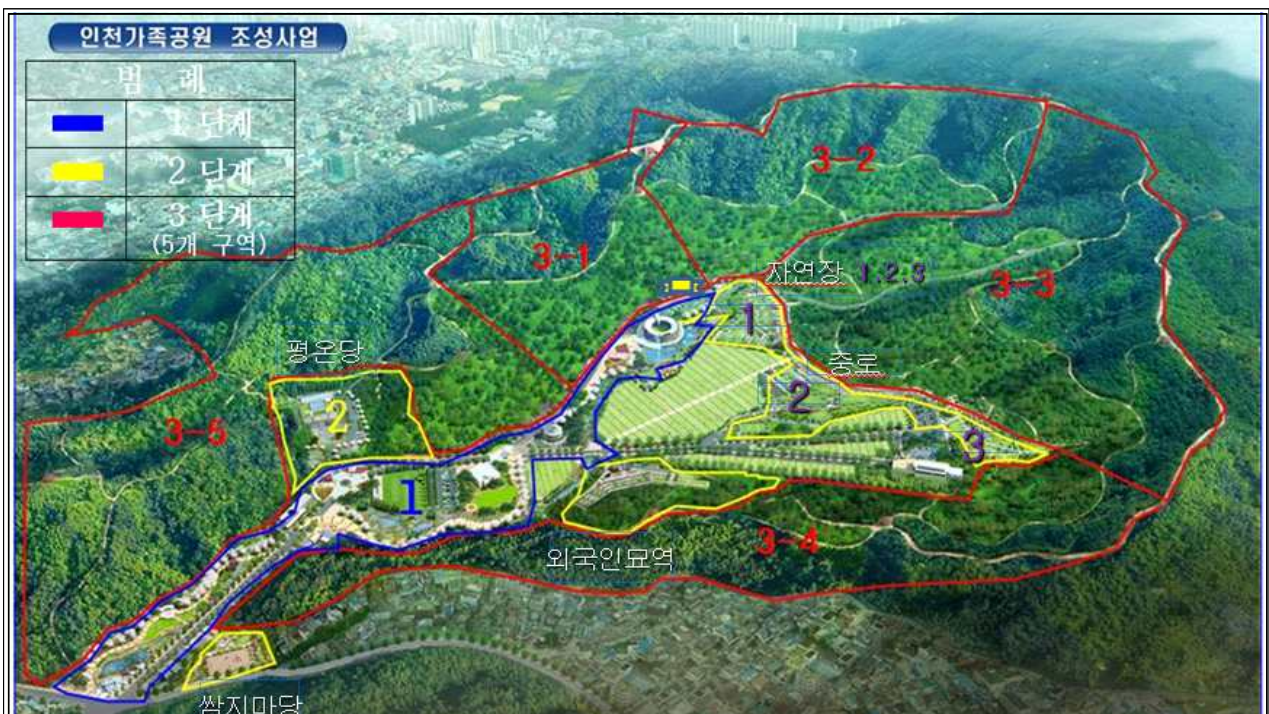 인천가족공원 조성사업
범 례
1 단계
2 단계
3 단계
(5개 구역)
3-2
3-1
자연장 1.2.3
3-3
1
평온당
중로
2
2
3-5
3
1
3-4
외국인묘역
쌈지마당